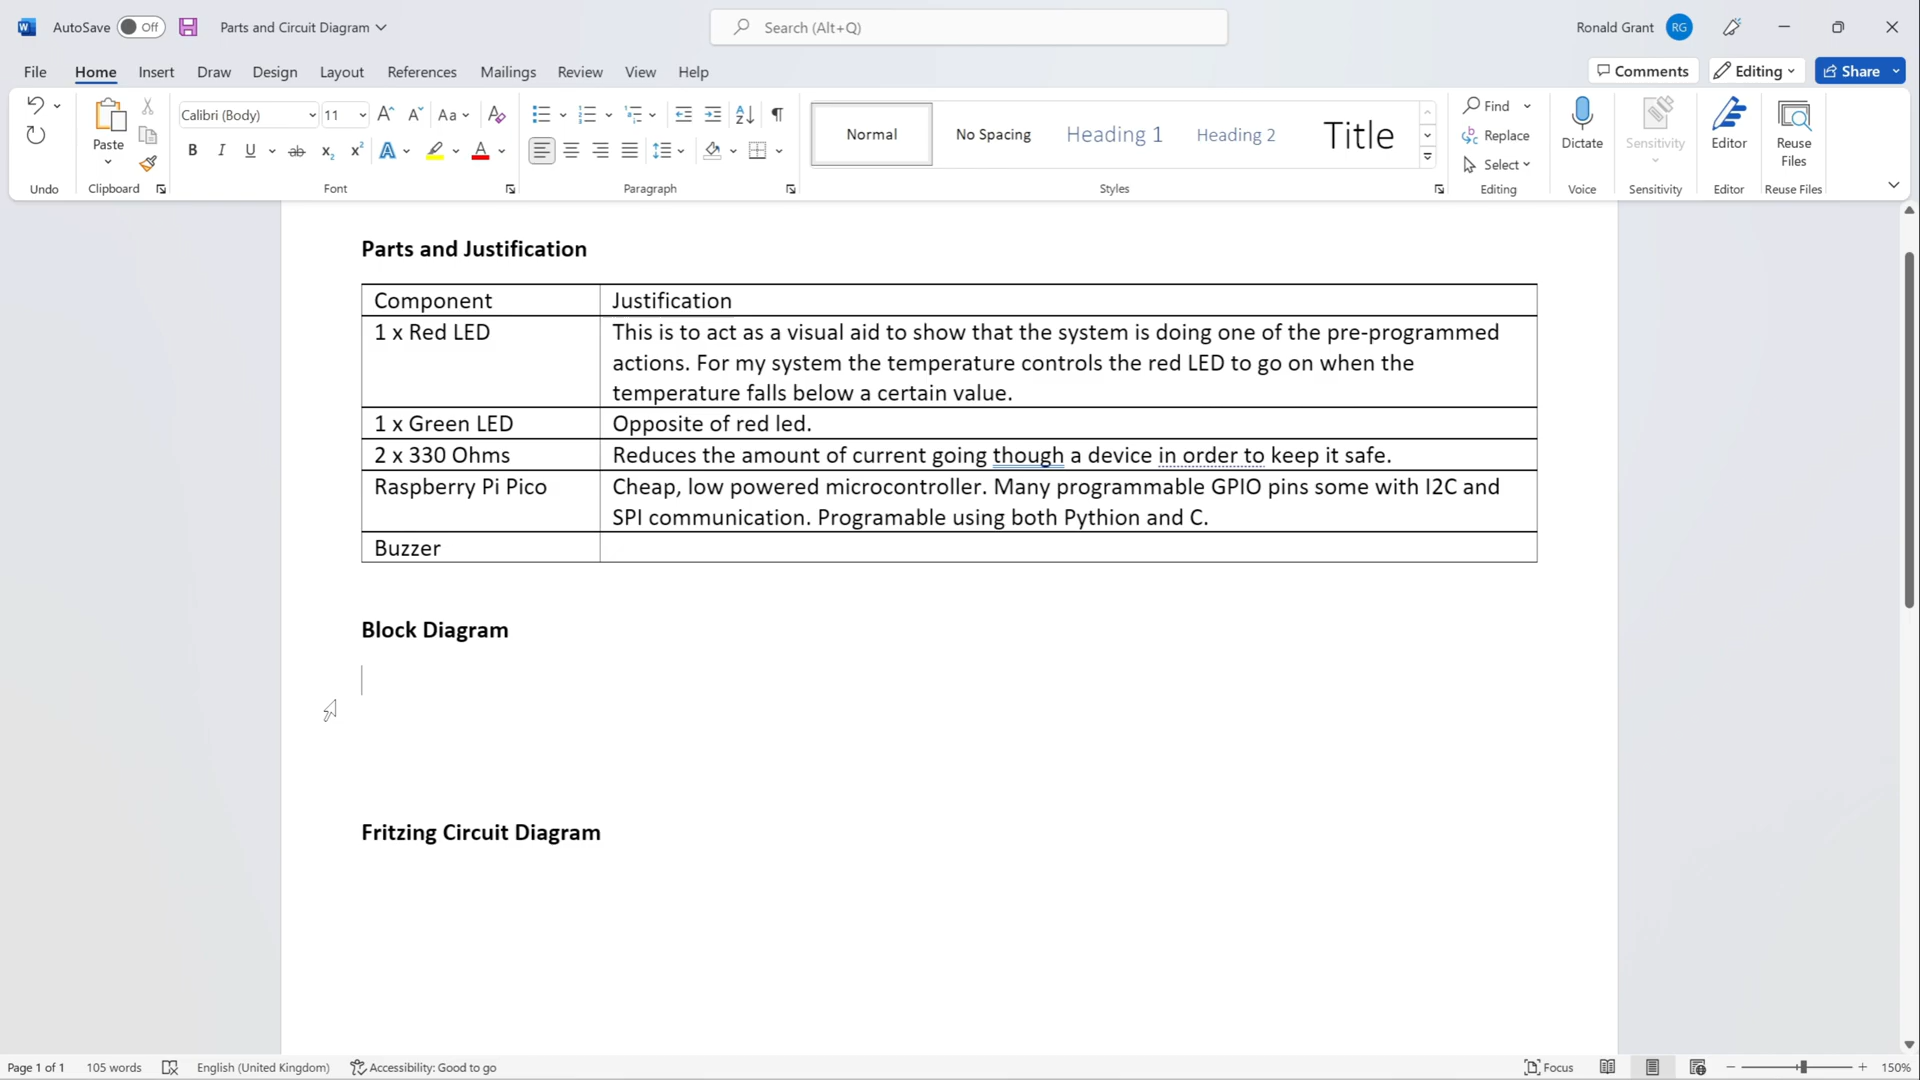 AutoSave Off Parts and Circuit Diagram Search (Alt+Q) Ronald Grant RG
File Home Insert Draw Design Layout References Mailings Review View Help Comments Editing Share
Paste
Calibri (Body) 11 Aa
B I U ab x2 x2 A A
Normal No Spacing Heading 1 Heading 2 Title
Find
Replace
Select
Dictate Sensitivity Editor Reuse
Files
Undo Clipboard Font Paragraph Styles Editing Voice Sensitivity Editor Reuse Files
Parts and Justification
Component Justification
1 x Red LED This is to act as a visual aid to show that the system is doing one of the pre-programmed
actions. For my system the temperature controls the red LED to go on when the
temperature falls below a certain value.
1 x Green LED Opposite of red led.
2 x 330 Ohms Reduces the amount of current going though a device in order to keep it safe.
Raspberry Pi Pico Cheap, low powered microcontroller. Many programmable GPIO pins some with I2C and
SPI communication. Programable using both Pythion and C.
Buzzer
Block Diagram
Fritzing Circuit Diagram
Page 1 of 1 105 words English (United Kingdom) Accessibility: Good to go Focus 150%